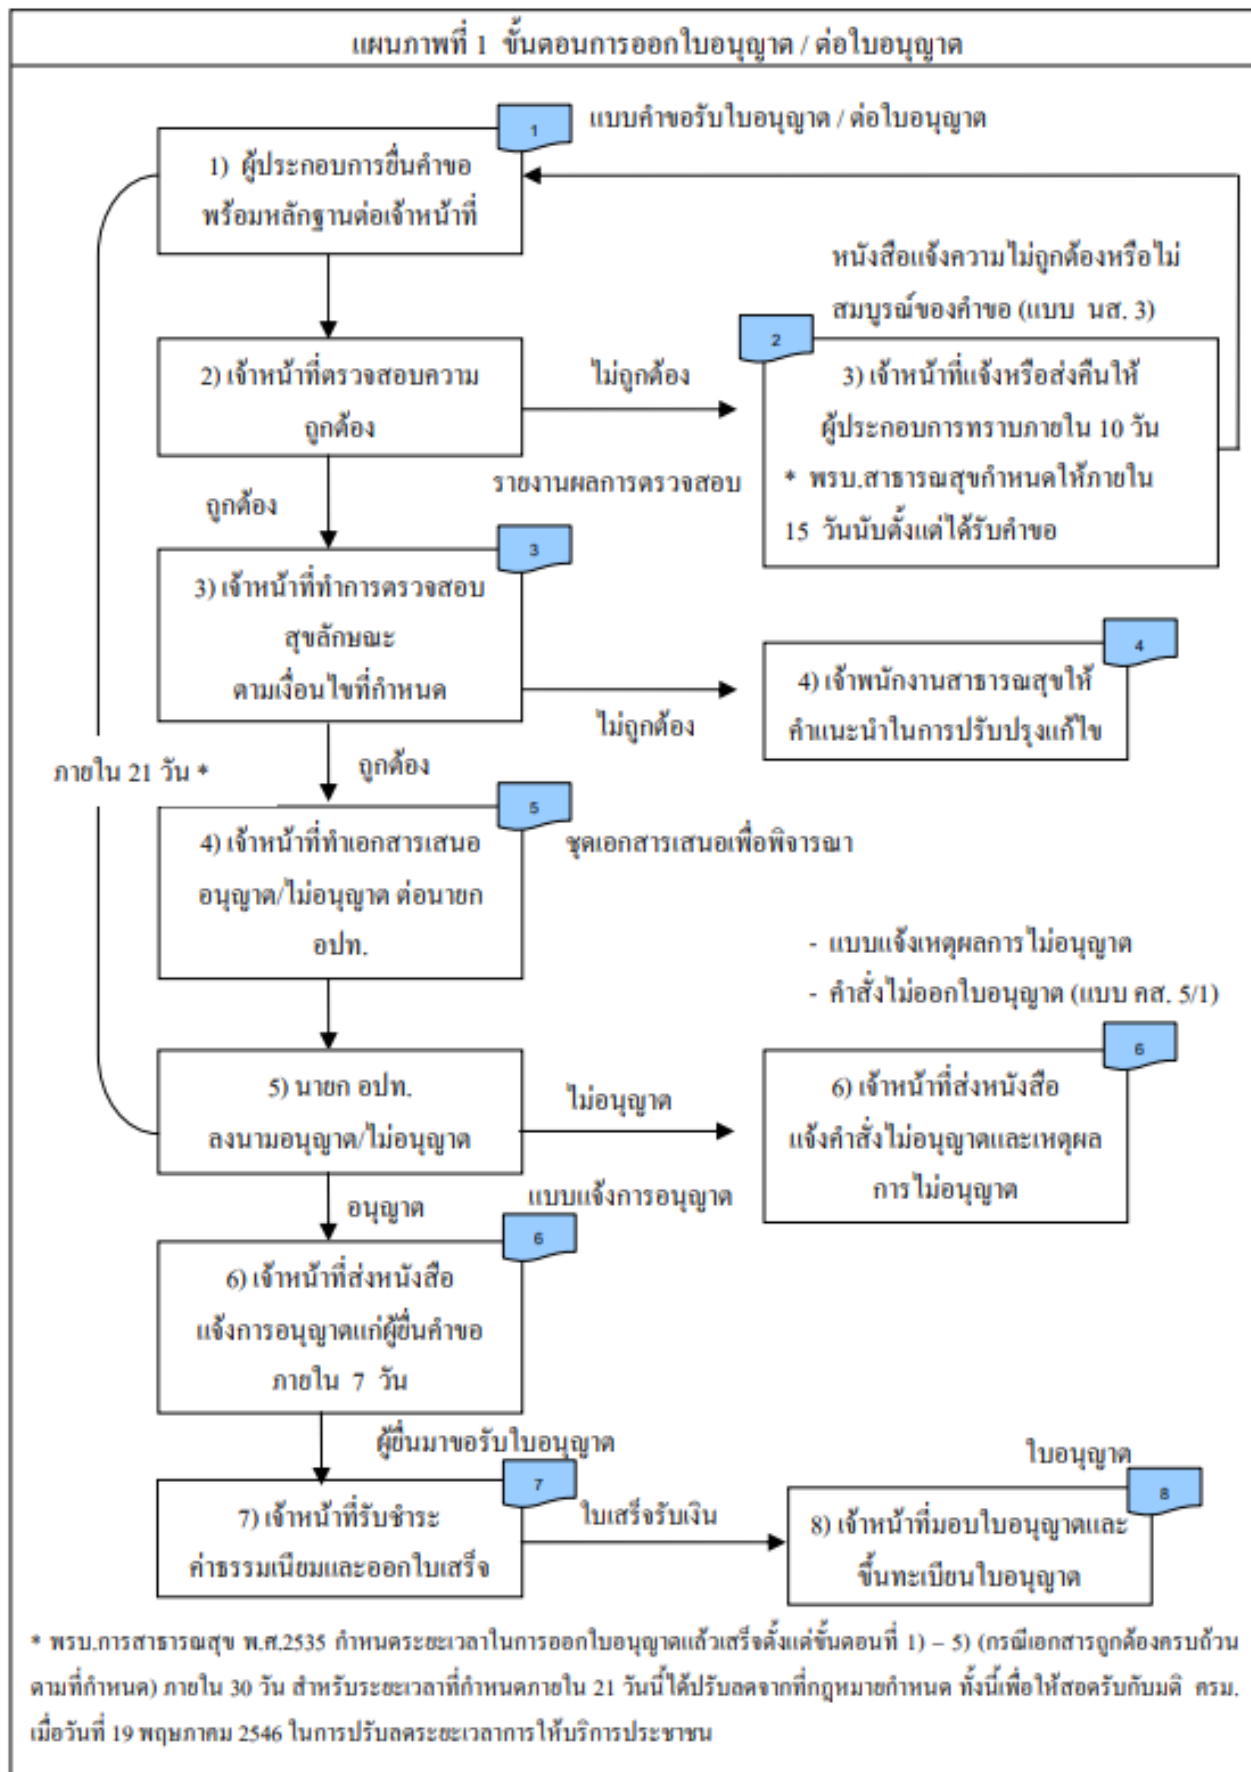 แผนภาพที่ 1 ขั้นตอนการออกใบอนุญาต / ต่อใบอนุญาต
1
แบบคำขอรับใบอนุญาต / ต่อใบอนุญาต
1) ผู้ประกอบการยื่นคำขอ
พร้อมหลักฐานต่อเจ้าหน้าที่
หนังสือแจ้งความไม่ถูกต้องหรือไม่
สมบูรณ์ของคำขอ (แบบ นส. 3)
2
2) เจ้าหน้าที่ตรวจสอบความ
ถูกต้อง
ไม่ถูกต้อง
3) เจ้าหน้าที่แจ้งหรือส่งคืนให้
ผู้ประกอบการทราบภายใน 10 วัน
* พรบ.สาธารณสุขกำหนดให้ภายใน
15 วันนับตั้งแต่ได้รับคำขอ
ถูกต้อง
รายงานผลการตรวจสอบ
3
3) เจ้าหน้าที่ทำการตรวจสอบ
สุขลักษณะ
ตามเงื่อนไขที่กำหนด
ไม่ถูกต้อง
4
4) เจ้าพนักงานสาธารณสุขให้
คำแนะนำในการปรับปรุงแก้ไข
ภายใน 21 วัน *
ถูกต้อง
5
ชุดเอกสารเสนอเพื่อพิจารณา
4) เจ้าหน้าที่ทำเอกสารเสนอ
อนุญาต/ไม่อนุญาต ต่อนายก
อปท.
- แบบแจ้งเหตุผลการไม่อนุญาต
- คำสั่งไม่ออกใบอนุญาต (แบบ คส. 5/1)
6
5) นายก อปท.
ลงนามอนุญาต/ไม่อนุญาต
ไม่อนุญาต
6) เจ้าหน้าที่ส่งหนังสือ
แจ้งคำสั่งไม่อนุญาตและเหตุผล
การไม่อนุญาต
อนุญาต
แบบแจ้งการอนุญาต
6
6) เจ้าหน้าที่ส่งหนังสือ
แจ้งการอนุญาตแก่ผู้ยื่นคำขอ
ภายใน 7 วัน
ผู้ยื่นมาขอรับใบอนุญาต
7
7) เจ้าหน้าที่รับชำระ
ค่าธรรมเนียมและออกใบเสร็จ
ใบเสร็จรับเงิน
ใบอนุญาต
8
8) เจ้าหน้าที่มอบใบอนุญาตและ
ขึ้นทะเบียนใบอนุญาต
* พรบ.การสาธารณสุข พ.ศ.2535 กำหนดระยะเวลาในการออกใบอนุญาตแล้วเสร็จตั้งแต่ขั้นตอนที่ 1) – 5) (กรณีเอกสารถูกต้องครบถ้วน
ตามที่กำหนด) ภายใน 30 วัน สำหรับระยะเวลาที่กำหนดภายใน 21 วันนี้ได้ปรับลดจากที่กฎหมายกำหนด ทั้งนี้เพื่อให้สอดรับกับมติ ครม.
เมื่อวันที่ 19 พฤษภาคม 2546 ในการปรับลดระยะเวลาการให้บริการประชาชน